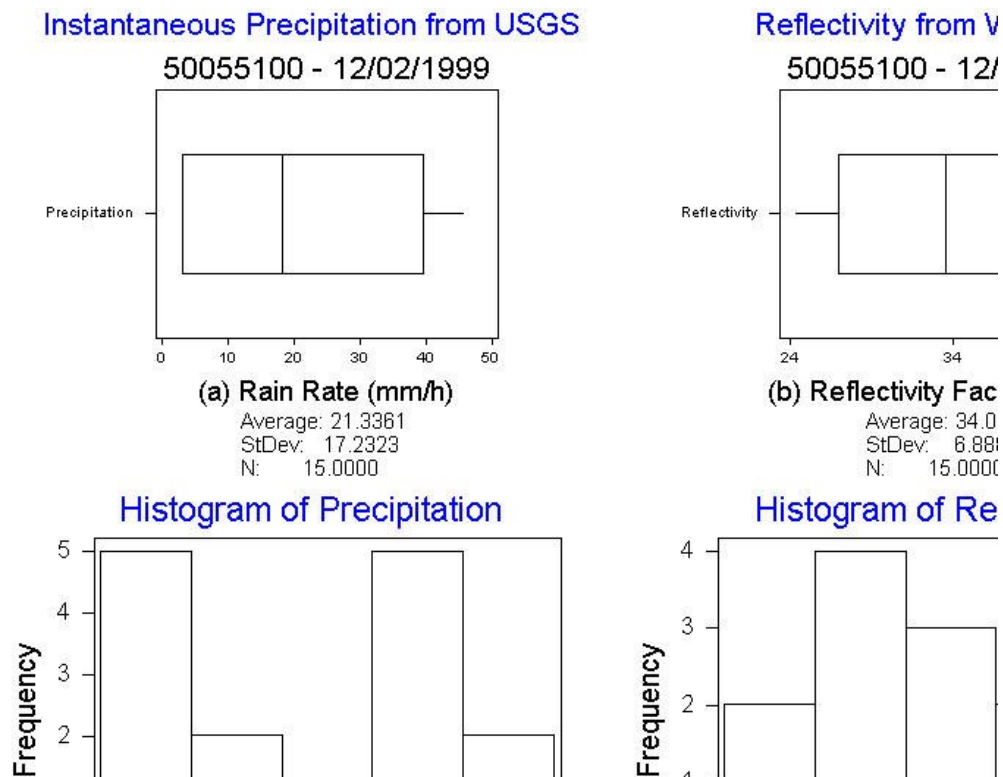 Instantaneous Precipitation from USGS
50055100 - 12/02/1999
Precipitation
0 10 20 30 40 50
(a) Rain Rate (mm/h)
Average: 21.3361
StDev: 17.2323
N: 15.0000
Reflectivity from
50055100 - 12/
Reflectivity
24 34
(b) Reflectivity Fac
Average: 34.0
StDev: 6.88
N: 15.0000
Histogram of Precipitation
5
4
3
2
Frequency
Histogram of Re
4
3
2
Frequency